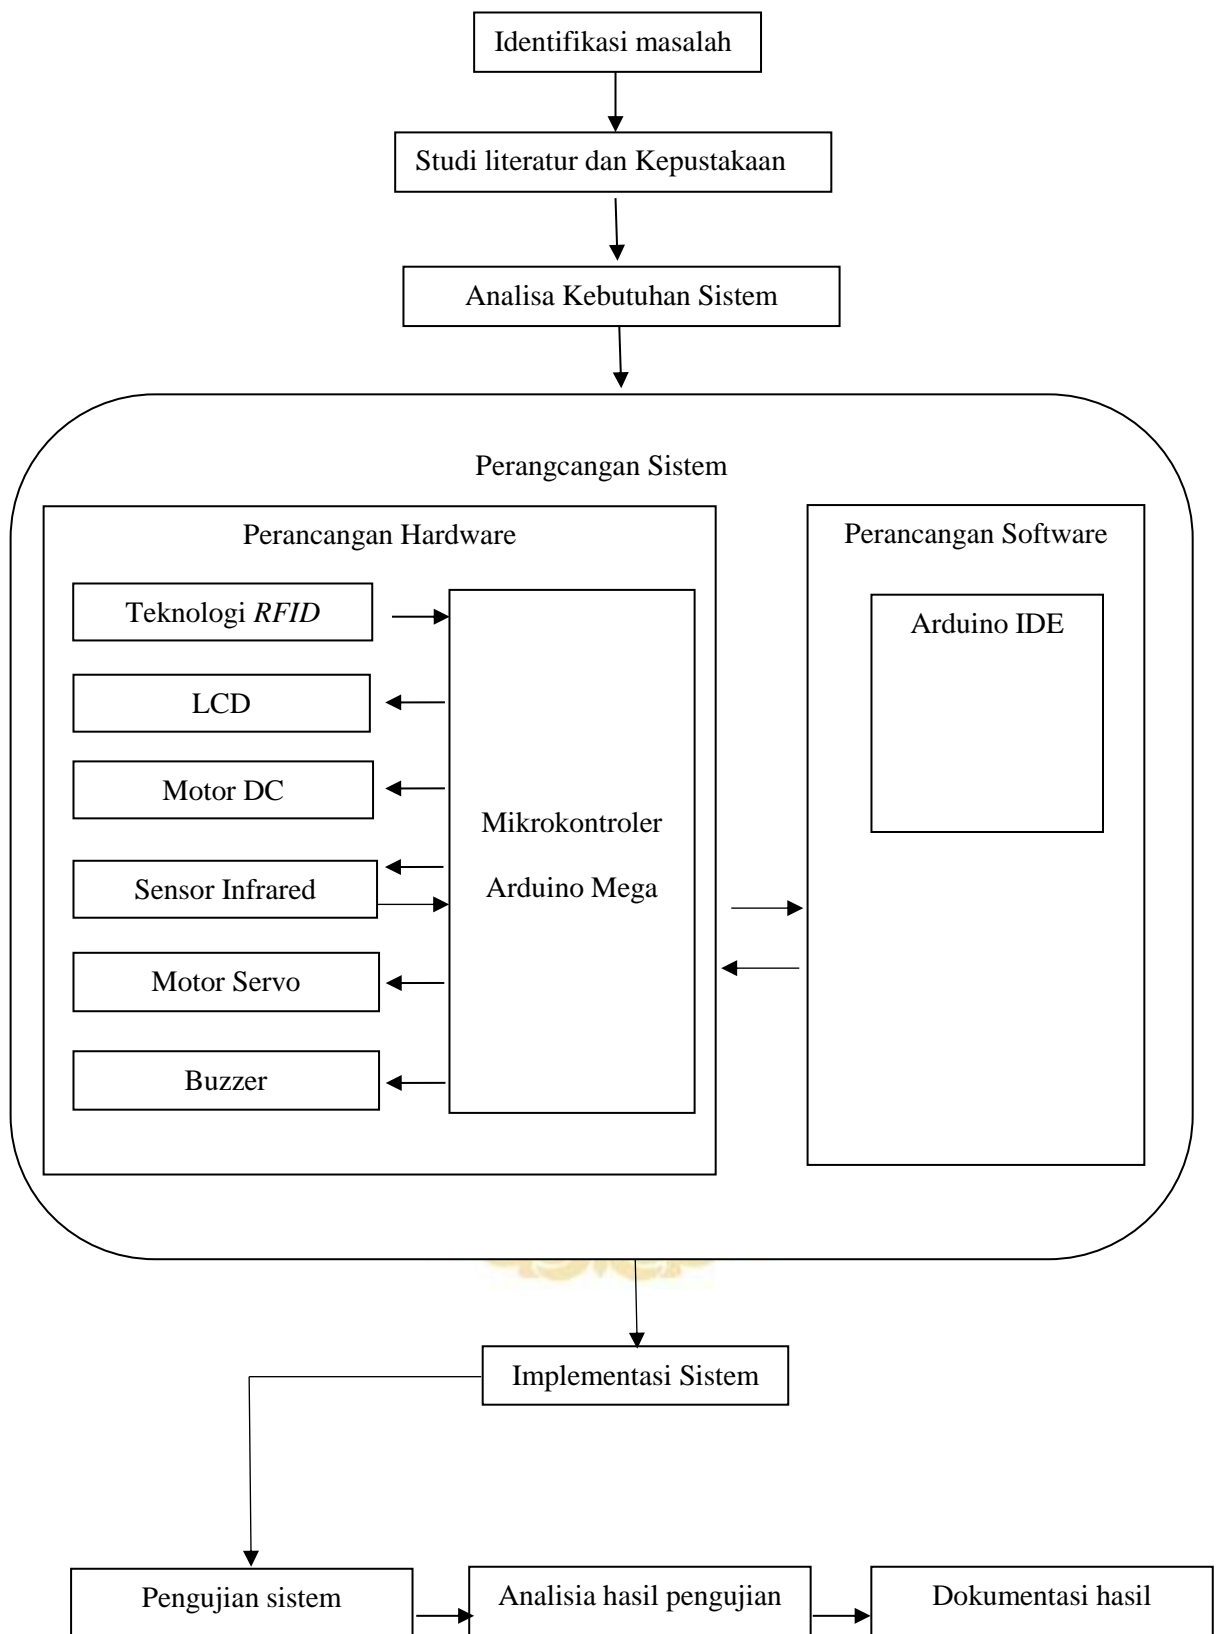 Identifikasi masalah
Studi literatur dan Kepustakaan
Analisa Kebutuhan Sistem
Perangcangan Sistem
Perancangan Hardware
Teknologi RFID
LCD
Motor DC
Sensor Infrared
Motor Servo
Buzzer
Mikrokontroler
Arduino Mega
Perancangan Software
Arduino IDE
Implementasi Sistem
Pengujian sistem
Analisia hasil pengujian
Dokumentasi hasil